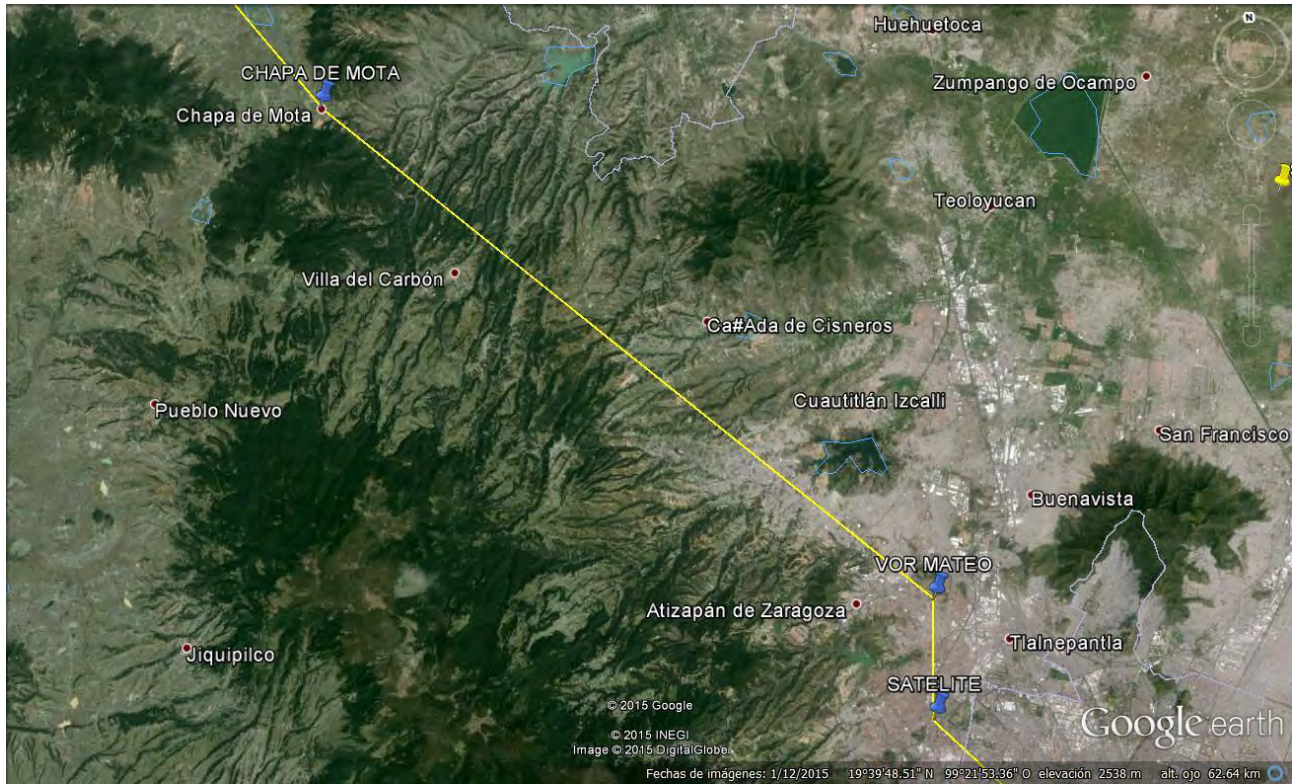 Huehuetoca
N
CHAPA DE MOTA
Zumpango de Ocampo
Chapa de Mota
Teoloyucan
Villa del Carbón
Ca#Ada de Cisneros
Cuautitlán Izcalli
Pueblo Nuevo
San Francisco
Buenavista
VOR MATEO
Atizapán de Zaragoza
Tlalnepantla
Jiquipilco
SATELITE
© 2015 Google
© 2015 INEGI
Image © 2015 DigitalGlobe
Google earth
Fechas de imágenes: 1/12/2015 19°39'48.51" N 99°21'53.36" O elevación 2538 m alt. ojo 62.64 km